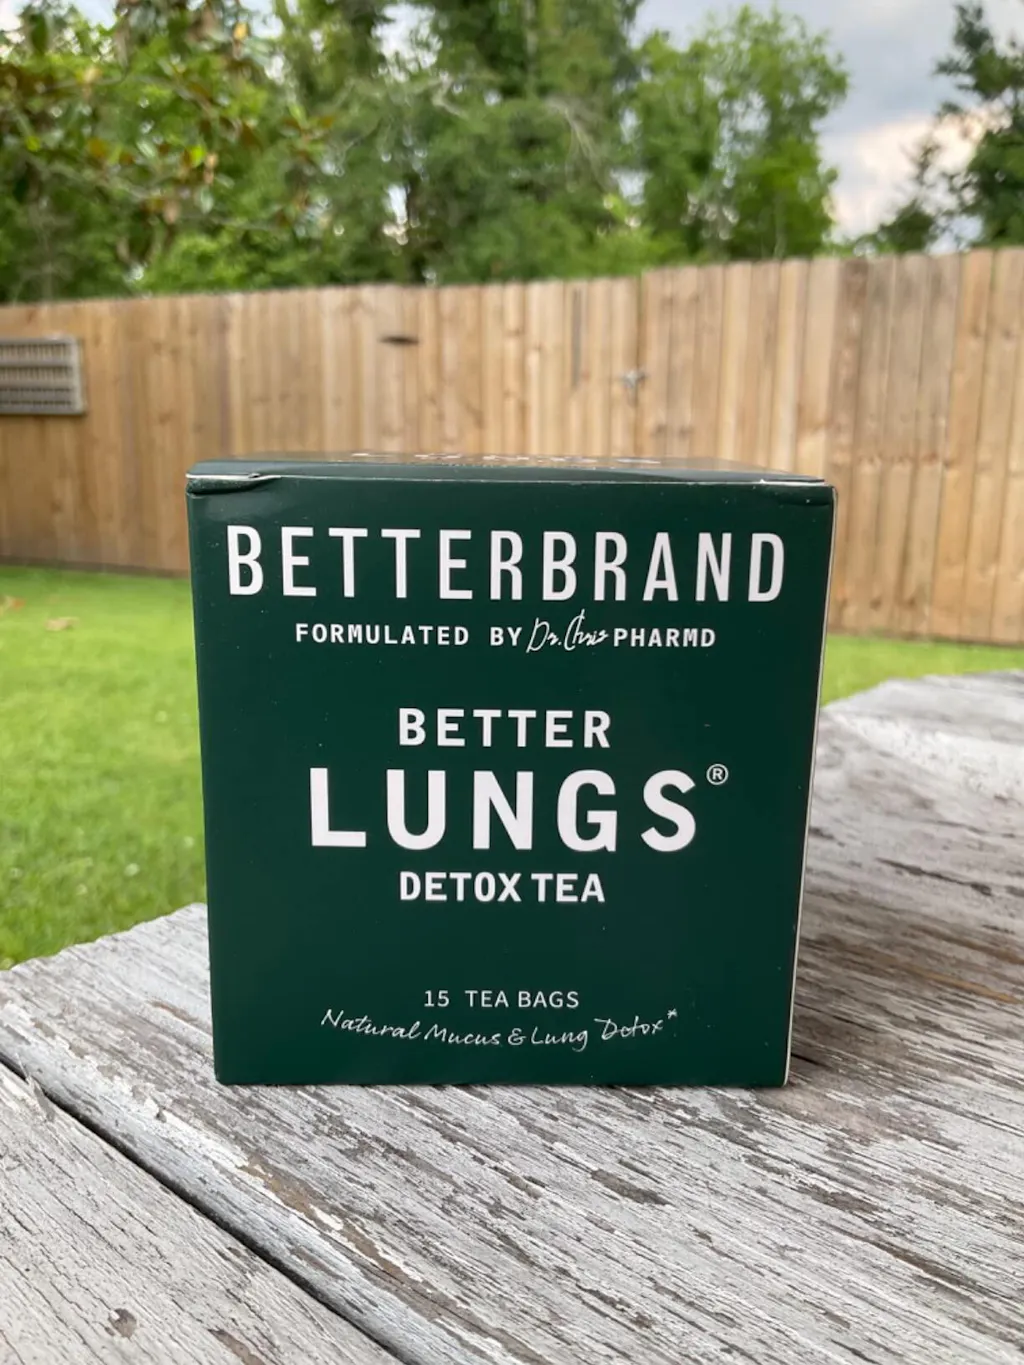 BETTERBRAND
FORMULATED BY Dr. Chris PHARMD
BETTER
LUNGS®
DETOX TEA
15 TEA BAGS
Natural Mucus & Lung Detox*